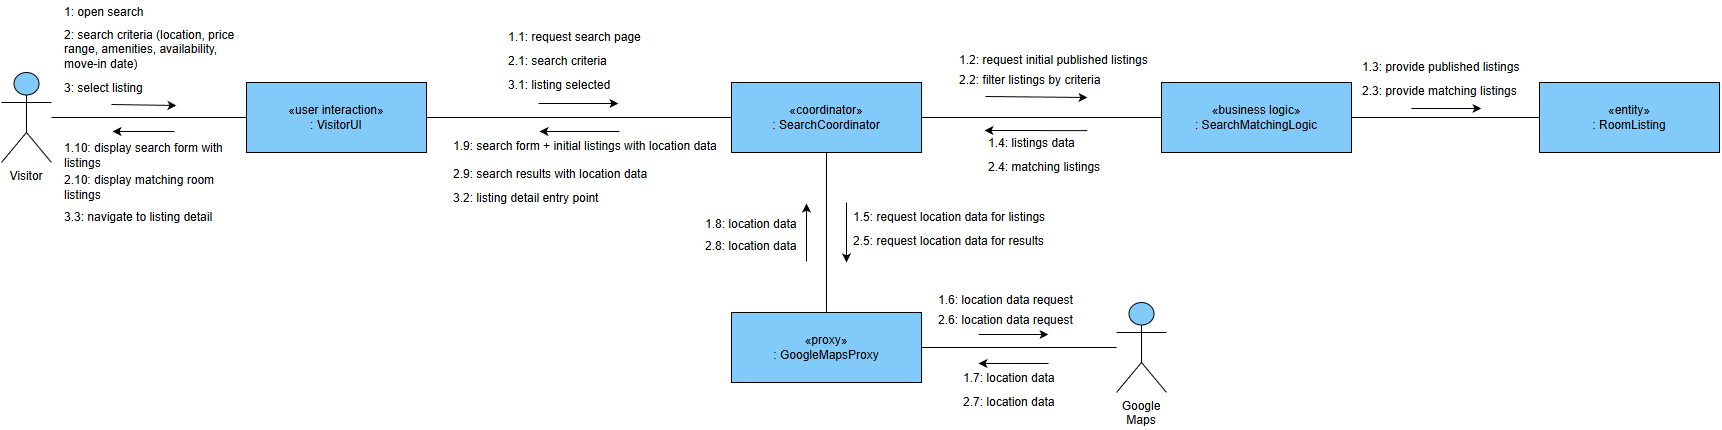 1: open search
2: search criteria (location, price
range, amenities, availability,
move-in date)
3: select listing
Visitor
1.10: display search form with
listings
2.10: display matching room
listings
3.3: navigate to listing detail
«user interaction»
: VisitorUI
1.1: request search page
2.1: search criteria
3.1: listing selected
1.9: search form + initial listings with location data
2.9: search results with location data
3.2: listing detail entry point
«coordinator»
: SearchCoordinator
1.2: request initial published listings
2.2: filter listings by criteria
1.4: listings data
2.4: matching listings
«business logic»
: SearchMatchingLogic
1.3: provide published listings
2.3: provide matching listings
«entity»
: RoomListing
1.8: location data
2.8: location data
1.5: request location data for listings
2.5: request location data for results
«proxy»
: GoogleMapsProxy
1.6: location data request
2.6: location data request
1.7: location data
2.7: location data
Google
Maps